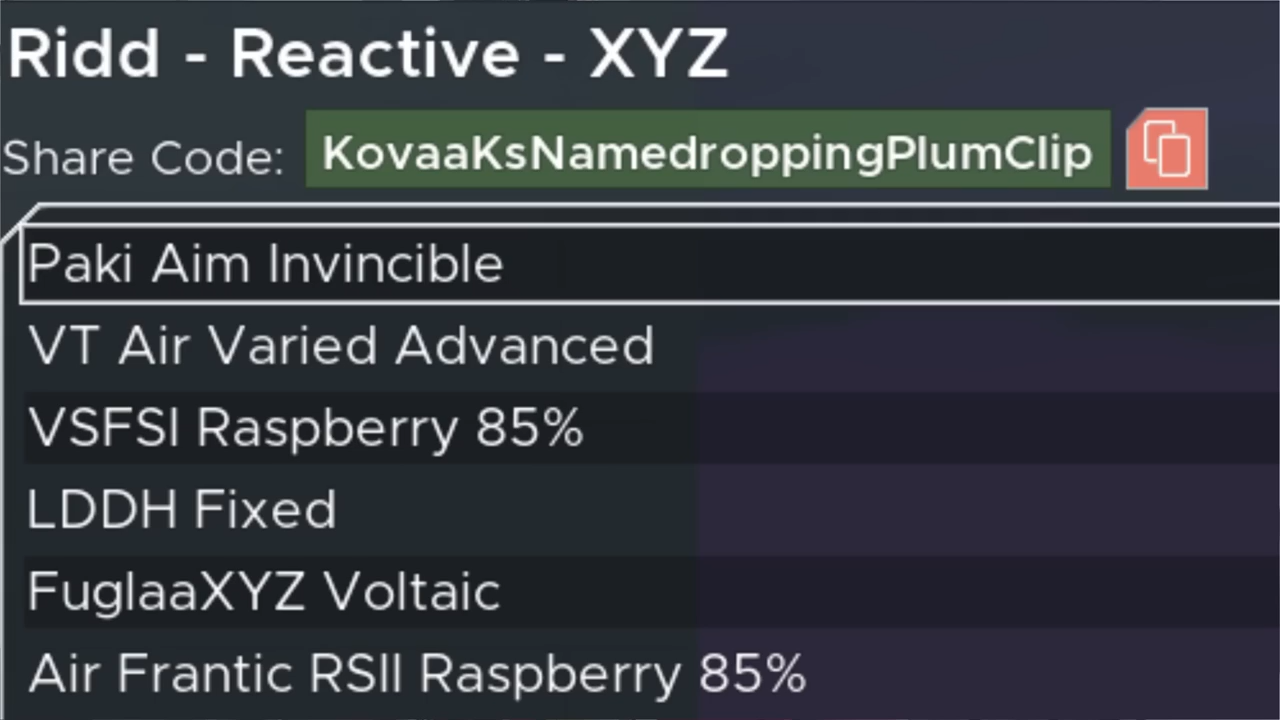 Ridd - Reactive - XYZ
Share Code: KovaaKsNamedroppingPlumClip
Paki Aim Invincible
VT Air Varied Advanced
VSFSI Raspberry 85%
LDDH Fixed
FuglaaXYZ Voltaic
Air Frantic RSII Raspberry 85%